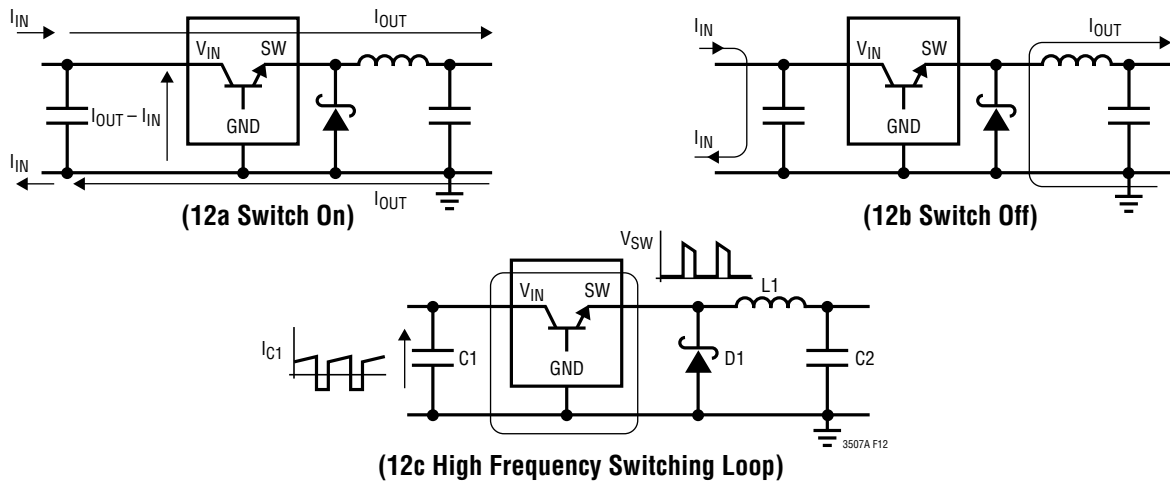 I_IN
I_OUT
V_IN
SW
I_OUT – I_IN
GND
I_IN
I_OUT
(12a Switch On)
I_IN
I_OUT
V_IN
SW
GND
I_IN
(12b Switch Off)
V_SW
V_IN
SW
L1
I_C1
C1
GND
D1
C2
3507A F12
(12c High Frequency Switching Loop)